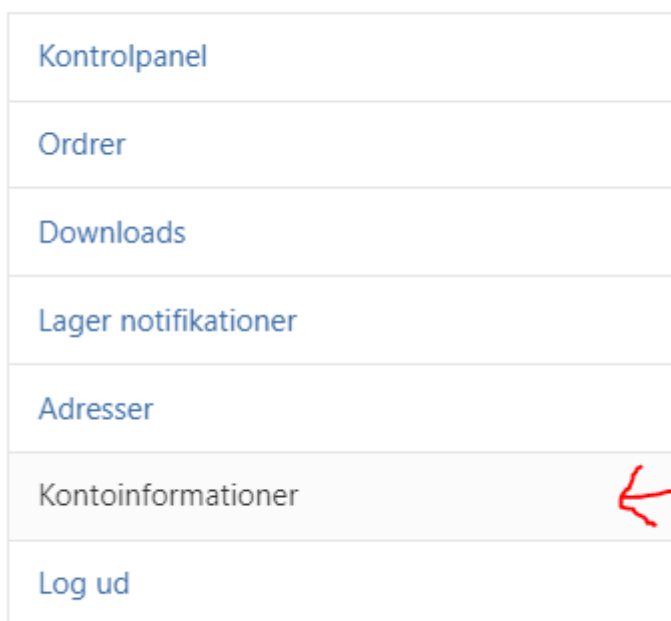 Kontrolpanel
Ordrer
Downloads
Lager notifikationer
Adresser
Kontoinformationer
Log ud